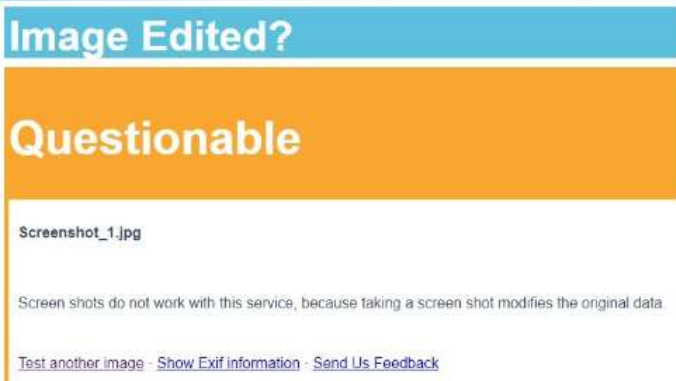 Image Edited?
Questionable
Screenshot_1.jpg
Screen shots do not work with this service, because taking a screen shot modifies the original data.
Test another image - Show Exif information - Send Us Feedback